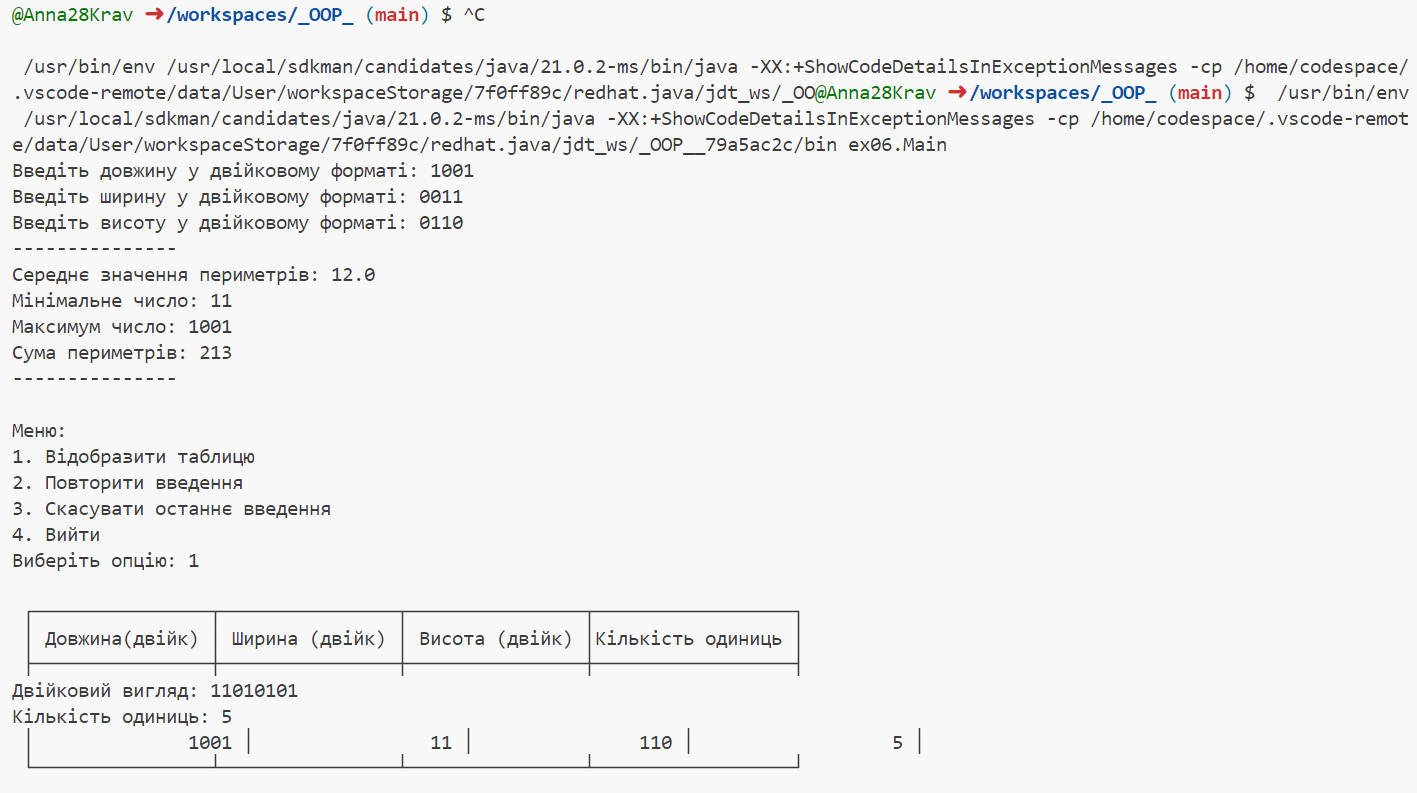 @Anna28Krav ➜/workspaces/_OOP_ (main) $ ^C
/usr/bin/env /usr/local/sdkman/candidates/java/21.0.2-ms/bin/java -XX:+ShowCodeDetailsInExceptionMessages -cp /home/codespace/
.vscode-remote/data/User/workspaceStorage/7f0ff89c/redhat.java/jdt_ws/_OO@Anna28Krav ➜/workspaces/_OOP_ (main) $  /usr/bin/env
/usr/local/sdkman/candidates/java/21.0.2-ms/bin/java -XX:+ShowCodeDetailsInExceptionMessages -cp /home/codespace/.vscode-remot
e/data/User/workspaceStorage/7f0ff89c/redhat.java/jdt_ws/_OOP__79a5ac2c/bin ex06.Main
Введіть довжину у двійковому форматі: 1001
Введіть ширину у двійковому форматі: 0011
Введіть висоту у двійковому форматі: 0110
---------------
Середнє значення периметрів: 12.0
Мінімальне число: 11
Максимум число: 1001
Сума периметрів: 213
---------------
Меню:
1. Відобразити таблицю
2. Повторити введення
3. Скасувати останнє введення
4. Вийти
Виберіть опцію: 1
Довжина(двійк) │ Ширина (двійк) │ Висота (двійк) │Кількість одиниць
Двійковий вигляд: 11010101
Кількість одиниць: 5
│ 1001 │ 11 │ 110 │ 5 │